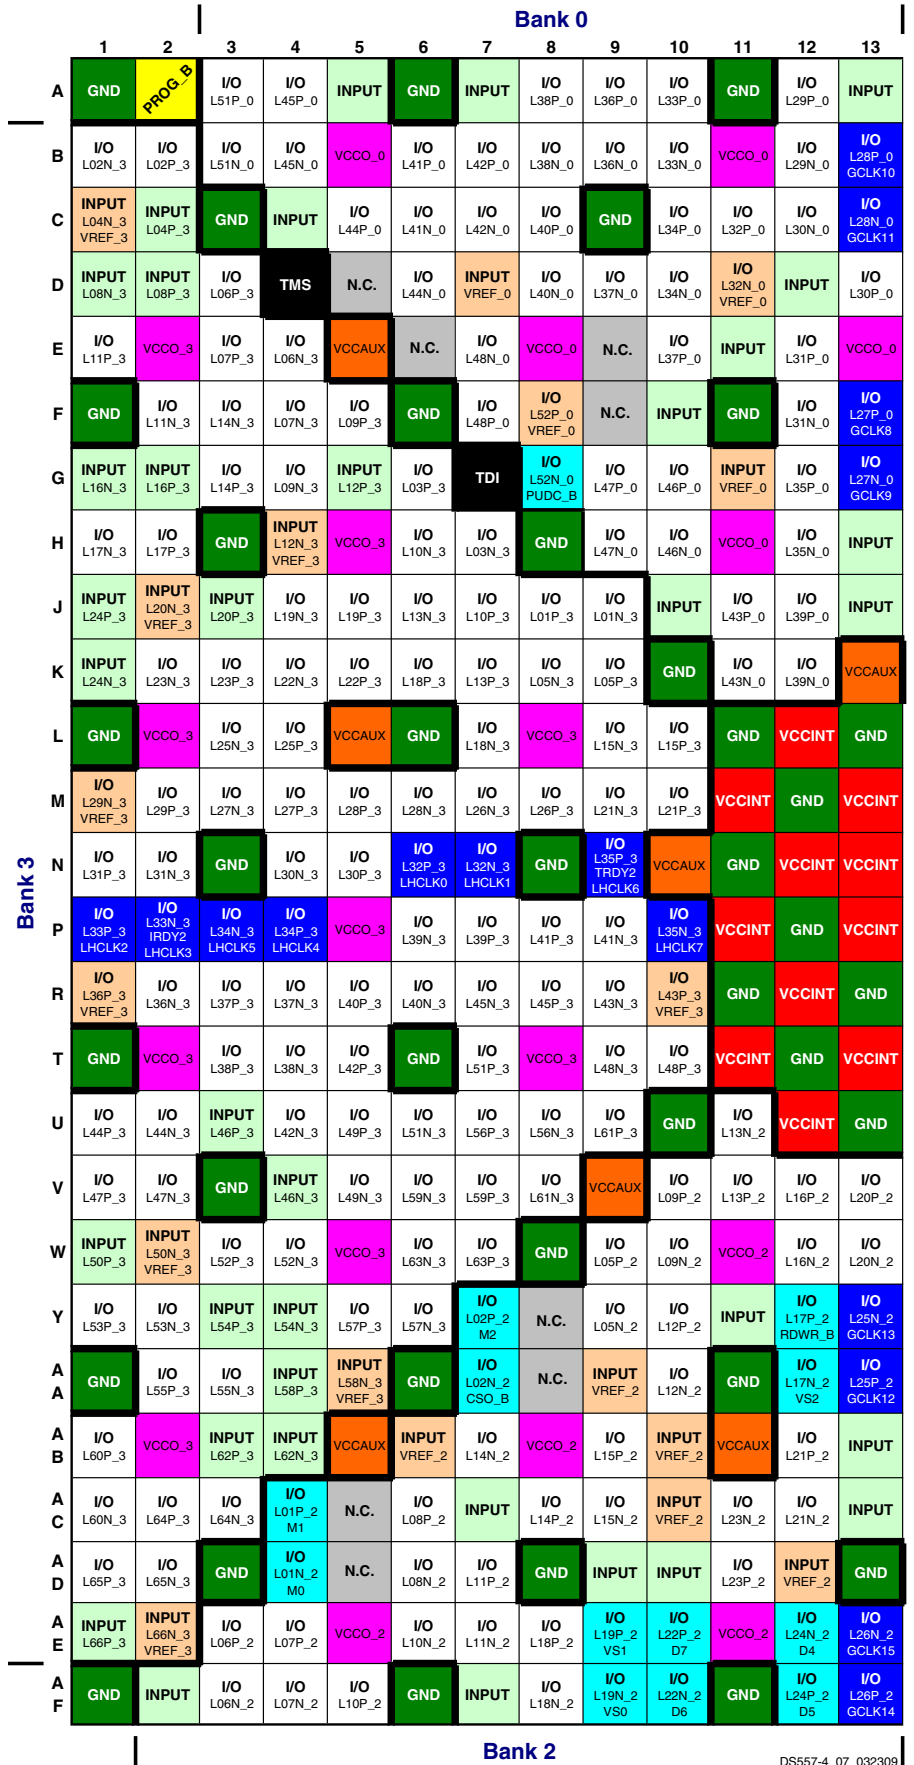 Bank 0
1 2 3 4 5 6 7 8 9 10 11 12 13
A GND PROG_B I/O L51P_0 I/O L45P_0 INPUT GND INPUT I/O L38P_0 I/O L36P_0 I/O L33P_0 GND I/O L29P_0 INPUT
B I/O L02N_3 I/O L02P_3 I/O L51N_0 I/O L45N_0 VCCO_0 I/O L41P_0 I/O L42P_0 I/O L38N_0 I/O L36N_0 I/O L33N_0 VCCO_0 I/O L29N_0 I/O L28P_0 GCLK10
C INPUT L04N_3 VREF_3 INPUT L04P_3 GND INPUT I/O L44P_0 I/O L41N_0 I/O L42N_0 I/O L40P_0 GND I/O L34P_0 I/O L32P_0 I/O L30N_0 I/O L28N_0 GCLK11
D INPUT L08N_3 INPUT L08P_3 I/O L06P_3 TMS N.C. I/O L44N_0 INPUT VREF_0 I/O L40N_0 I/O L37N_0 I/O L34N_0 I/O L32N_0 VREF_0 INPUT I/O L30P_0
E I/O L11P_3 VCCO_3 I/O L07P_3 I/O L06N_3 VCCAUX N.C. I/O L48N_0 VCCO_0 N.C. I/O L37P_0 INPUT I/O L31P_0 VCCO_0
F GND I/O L11N_3 I/O L14N_3 I/O L07N_3 I/O L09P_3 GND I/O L48P_0 I/O L52P_0 VREF_0 N.C. INPUT GND I/O L31N_0 I/O L27P_0 GCLK8
G INPUT L16N_3 INPUT L16P_3 I/O L14P_3 I/O L09N_3 INPUT L12P_3 I/O L03P_3 TDI I/O L52N_0 PUDC_B I/O L47P_0 I/O L46P_0 INPUT VREF_0 I/O L35P_0 I/O L27N_0 GCLK9
H I/O L17N_3 I/O L17P_3 GND INPUT L12N_3 VREF_3 VCCO_3 I/O L10N_3 I/O L03N_3 GND I/O L47N_0 I/O L46N_0 VCCO_0 I/O L35N_0 INPUT
J INPUT L24P_3 INPUT L20N_3 VREF_3 INPUT L20P_3 I/O L19N_3 I/O L19P_3 I/O L13N_3 I/O L10P_3 I/O L01P_3 I/O L01N_3 INPUT I/O L43P_0 I/O L39P_0 INPUT
K INPUT L24N_3 I/O L23N_3 I/O L23P_3 I/O L22N_3 I/O L22P_3 I/O L18P_3 I/O L13P_3 I/O L05N_3 I/O L05P_3 GND I/O L43N_0 I/O L39N_0 VCCAUX
L GND VCCO_3 I/O L25N_3 I/O L25P_3 VCCAUX GND I/O L18N_3 VCCO_3 I/O L15N_3 I/O L15P_3 GND VCCINT GND
M I/O L29N_3 VREF_3 I/O L29P_3 I/O L27N_3 I/O L27P_3 I/O L28P_3 I/O L28N_3 I/O L26N_3 I/O L26P_3 I/O L21N_3 I/O L21P_3 VCCINT GND VCCINT
Bank 3
N I/O L31P_3 I/O L31N_3 GND I/O L30N_3 I/O L30P_3 I/O L32P_3 LHCLK0 I/O L32N_3 LHCLK1 GND I/O L35P_3 TRDY2 LHCLK6 VCCAUX GND VCCINT VCCINT
P I/O L33P_3 LHCLK2 I/O L33N_3 IRDY2 LHCLK3 I/O L34N_3 LHCLK5 I/O L34P_3 LHCLK4 VCCO_3 I/O L39N_3 I/O L39P_3 I/O L41P_3 I/O L41N_3 I/O L35N_3 LHCLK7 VCCINT GND VCCINT
R I/O L36P_3 VREF_3 I/O L36N_3 I/O L37P_3 I/O L37N_3 I/O L40P_3 I/O L40N_3 I/O L45N_3 I/O L45P_3 I/O L43N_3 I/O L43P_3 VREF_3 GND VCCINT GND
T GND VCCO_3 I/O L38P_3 I/O L38N_3 I/O L42P_3 GND I/O L51P_3 VCCO_3 I/O L48N_3 I/O L48P_3 VCCINT GND VCCINT
U I/O L44P_3 I/O L44N_3 INPUT L46P_3 I/O L42N_3 I/O L49P_3 I/O L51N_3 I/O L56P_3 I/O L56N_3 I/O L61P_3 GND I/O L13N_2 VCCINT GND
V I/O L47P_3 I/O L47N_3 GND INPUT L46N_3 I/O L49N_3 I/O L59N_3 I/O L59P_3 I/O L61N_3 VCCAUX I/O L09P_2 I/O L13P_2 I/O L16P_2 I/O L20P_2
W INPUT L50P_3 INPUT L50N_3 VREF_3 I/O L52P_3 I/O L52N_3 VCCO_3 I/O L63N_3 I/O L63P_3 GND I/O L05P_2 I/O L09N_2 VCCO_2 I/O L16N_2 I/O L20N_2
Y I/O L53P_3 I/O L53N_3 INPUT L54P_3 INPUT L54N_3 I/O L57P_3 I/O L57N_3 I/O L02P_2 M2 N.C. I/O L05N_2 I/O L12P_2 INPUT I/O L17P_2 RDWR_B I/O L25N_2 GCLK13
A A GND I/O L55P_3 I/O L55N_3 INPUT L58P_3 INPUT L58N_3 VREF_3 GND I/O L02N_2 CSO_B N.C. INPUT VREF_2 I/O L12N_2 GND I/O L17N_2 VS2 I/O L25P_2 GCLK12
A B I/O L60P_3 VCCO_3 INPUT L62P_3 INPUT L62N_3 VCCAUX INPUT VREF_2 I/O L14N_2 VCCO_2 I/O L15P_2 INPUT VREF_2 VCCAUX I/O L21P_2 INPUT
A C I/O L60N_3 I/O L64P_3 I/O L64N_3 I/O L01P_2 M1 N.C. I/O L08P_2 INPUT I/O L14P_2 I/O L15N_2 INPUT VREF_2 I/O L23N_2 I/O L21N_2 INPUT
A D I/O L65P_3 I/O L65N_3 GND I/O L01N_2 M0 N.C. I/O L08N_2 I/O L11P_2 GND INPUT INPUT I/O L23P_2 INPUT VREF_2 GND
A E INPUT L66P_3 INPUT L66N_3 VREF_3 I/O L06P_2 I/O L07P_2 VCCO_2 I/O L10N_2 I/O L11N_2 I/O L18P_2 I/O L19P_2 VS1 I/O L22P_2 D7 VCCO_2 I/O L24N_2 D4 I/O L26N_2 GCLK15
A F GND INPUT I/O L06N_2 I/O L07N_2 I/O L10P_2 GND INPUT I/O L18N_2 I/O L19N_2 VS0 I/O L22N_2 D6 GND I/O L24P_2 D5 I/O L26P_2 GCLK14
Bank 2
DS557-4_07_032309